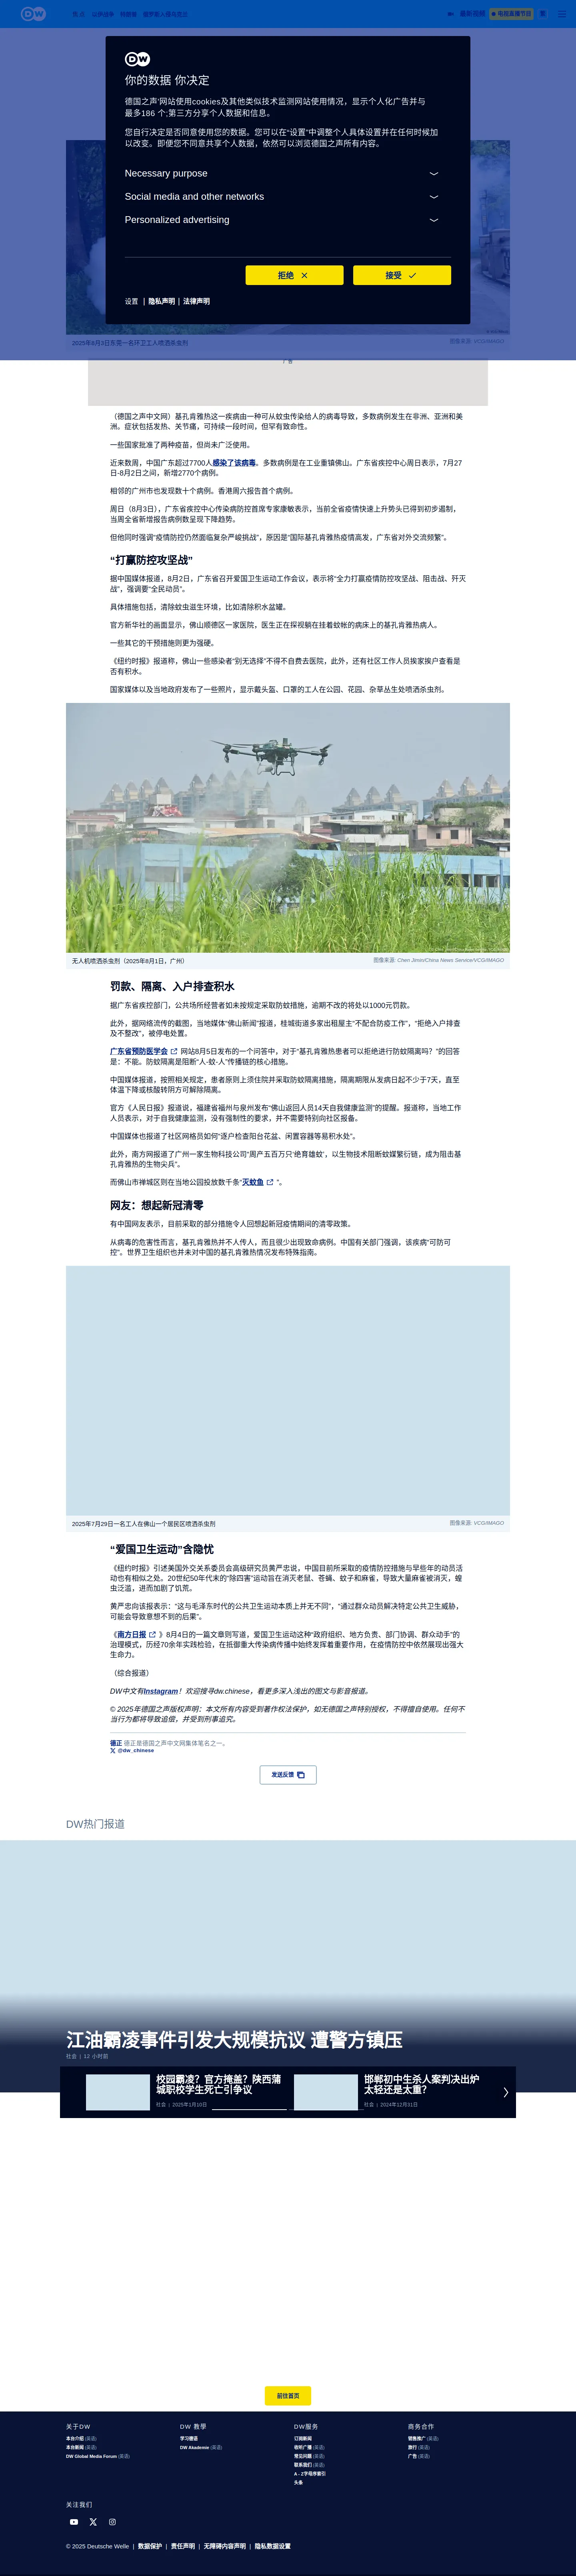 DW
最新视频
电视直播节目
DW
你的数据 你决定
德国之声'网站使用cookies及其他类似技术监测网站使用情况，显示个人化广告并与
最多186 个;第三方分享个人数据和信息。
您自行决定是否同意使用您的数据。您可以在“设置”中调整个人具体设置并在任何时候加
以改变。即便您不同意共享个人数据，依然可以浏览德国之声所有内容。
Necessary purpose
Social media and other networks
Personalized advertising
拒绝
接受
设置 | 隐私声明 | 法律声明
2025年8月3日东莞一名环卫工人喷洒杀虫剂
图像来源: VCG/IMAGO
广告
（德国之声中文网）基孔肯雅热这一疾病由一种可从蚊虫传染给人的病毒导致，多数病例发生在非洲、亚洲和美
洲。症状包括发热、关节痛，可持续一段时间，但罕有致命性。
一些国家批准了两种疫苗，但尚未广泛使用。
近来数周，中国广东超过7700人感染了该病毒。多数病例是在工业重镇佛山。广东省疾控中心周日表示，7月27
日-8月2日之间，新增2770个病例。
相邻的广州市也发现数十个病例。香港周六报告首个病例。
周日（8月3日），广东省疾控中心传染病防控首席专家康敏表示，当前全省疫情快速上升势头已得到初步遏制，
当周全省新增报告病例数呈现下降趋势。
但他同时强调“疫情防控仍然面临复杂严峻挑战”，原因是“国际基孔肯雅热疫情高发，广东省对外交流频繁”。
“打赢防控攻坚战”
据中国媒体报道，8月2日，广东省召开爱国卫生运动工作会议，表示将“全力打赢疫情防控攻坚战、阻击战、歼灭
战”，强调要“全民动员”。
具体措施包括，清除蚊虫滋生环境，比如清除积水盆罐。
官方新华社的画面显示，佛山顺德区一家医院，医生正在探视躺在挂着蚊帐的病床上的基孔肯雅热病人。
一些其它的干预措施则更为强硬。
《纽约时报》报道称，佛山一些感染者“别无选择”不得不自费去医院，此外，还有社区工作人员挨家挨户查看是
否有积水。
国家媒体以及当地政府发布了一些照片，显示戴头盔、口罩的工人在公园、花园、杂草丛生处喷洒杀虫剂。
无人机喷洒杀虫剂（2025年8月1日，广州）
图像来源: Chen Jimin/China News Service/VCG/IMAGO
罚款、隔离、入户排查积水
据广东省疾控部门，公共场所经营者如未按规定采取防蚊措施，逾期不改的将处以1000元罚款。
此外，据网络流传的截图，当地媒体“佛山新闻”报道，桂城街道多家出租屋主“不配合防疫工作”，“拒绝入户排查
及不整改”，被停电处置。
广东省预防医学会 网站8月5日发布的一个问答中，对于“基孔肯雅热患者可以拒绝进行防蚊隔离吗？”的回答
是：不能。防蚊隔离是阻断“人-蚊-人”传播链的核心措施。
中国媒体报道，按照相关规定，患者原则上须住院并采取防蚊隔离措施，隔离期限从发病日起不少于7天，直至
体温下降或核酸转阴方可解除隔离。
官方《人民日报》报道说，福建省福州与泉州发布“佛山返回人员14天自我健康监测”的提醒。报道称，当地工作
人员表示，对于自我健康监测，没有强制性的要求，并不需要特别向社区报备。
中国媒体也报道了社区网格员如何“逐户检查阳台花盆、闲置容器等易积水处”。
此外，南方网报道了广州一家生物科技公司“周产五百万只‘绝育雄蚊’，以生物技术阻断蚊媒繁衍链，成为阻击基
孔肯雅热的生物尖兵”。
而佛山市禅城区则在当地公园投放数千条“灭蚊鱼 ”。
网友：想起新冠清零
有中国网友表示，目前采取的部分措施令人回想起新冠疫情期间的清零政策。
从病毒的危害性而言，基孔肯雅热并不人传人，而且很少出现致命病例。中国有关部门强调，该疾病“可防可
控”。世界卫生组织也并未对中国的基孔肯雅热情况发布特殊指南。
2025年7月29日一名工人在佛山一个居民区喷洒杀虫剂
图像来源: VCG/IMAGO
“爱国卫生运动”含隐忧
《纽约时报》引述美国外交关系委员会高级研究员黄严忠说，中国目前所采取的疫情防控措施与早些年的动员活
动也有相似之处。20世纪50年代末的“除四害”运动旨在消灭老鼠、苍蝇、蚊子和麻雀，导致大量麻雀被消灭，蝗
虫泛滥，进而加剧了饥荒。
黄严忠向该报表示：“这与毛泽东时代的公共卫生运动本质上并无不同”，“通过群众动员解决特定公共卫生威胁，
可能会导致意想不到的后果”。
《南方日报 》8月4日的一篇文章则写道，爱国卫生运动这种“政府组织、地方负责、部门协调、群众动手”的
治理模式，历经70余年实践检验，在抵御重大传染病传播中始终发挥着重要作用，在疫情防控中依然展现出强大
生命力。
（综合报道）
DW中文有Instagram！欢迎搜寻dw.chinese，看更多深入浅出的图文与影音报道。
© 2025年德国之声版权声明：本文所有内容受到著作权法保护，如无德国之声特别授权，不得擅自使用。任何不
当行为都将导致追偿，并受到刑事追究。
德正 德正是德国之声中文网集体笔名之一。
@dw_chinese
发送反馈
DW热门报道
江油霸凌事件引发大规模抗议 遭警方镇压
社会 | 12 小时前
校园霸凌？官方掩盖？陕西蒲
城职校学生死亡引争议
社会 | 2025年1月10日
邯郸初中生杀人案判决出炉
太轻还是太重？
社会 | 2024年12月31日
前往首页
关于DW
本台介绍 (英语)
本台新闻 (英语)
DW Global Media Forum (英语)
DW 教學
学习德语
DW Akademie (英语)
DW服务
订阅新闻
收听广播 (英语)
常见问题 (英语)
联系我们 (英语)
A - Z字母序索引
头条
商务合作
销售推广 (英语)
旅行 (英语)
广告 (英语)
关注我们
© 2025 Deutsche Welle | 数据保护 | 责任声明 | 无障碍内容声明 | 隐私数据设置